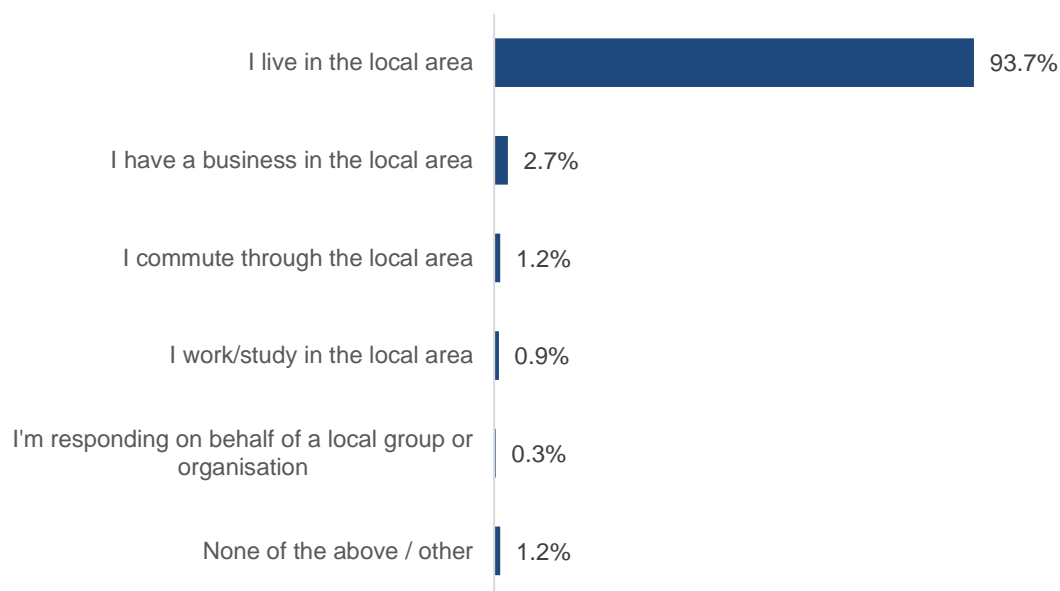 I live in the local area
93.7%
I have a business in the local area
2.7%
I commute through the local area
1.2%
I work/study in the local area
0.9%
I'm responding on behalf of a local group or
organisation
0.3%
None of the above / other
1.2%